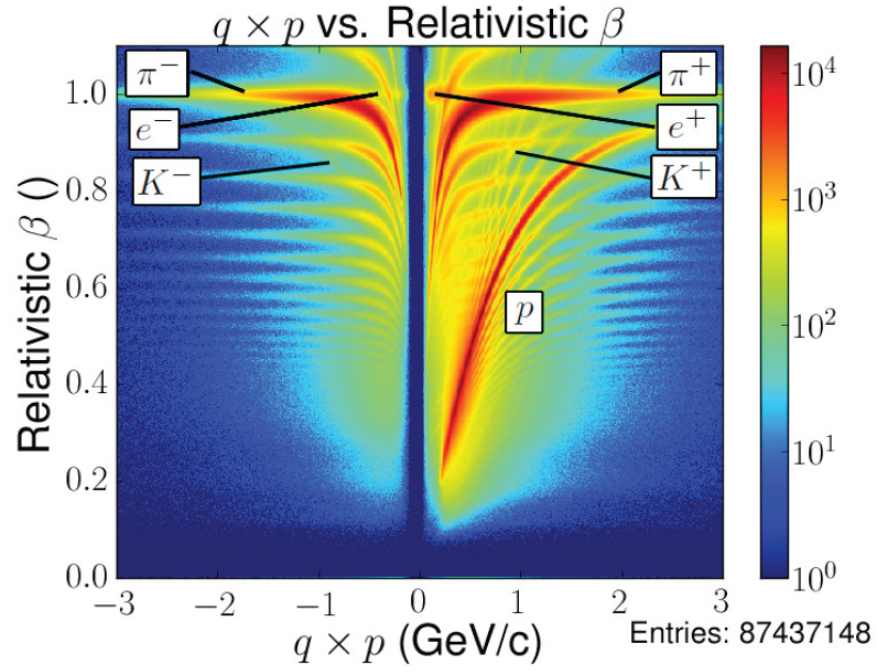 q × p vs. Relativistic β
π⁻
π⁺
e⁻
e⁺
K⁻
K⁺
p
Relativistic β ()
1.0
0.8
0.6
0.4
0.2
0.0
−3
−2
−1
0
1
2
3
q × p (GeV/c)
10⁴
10³
10²
10¹
10⁰
Entries: 87437148